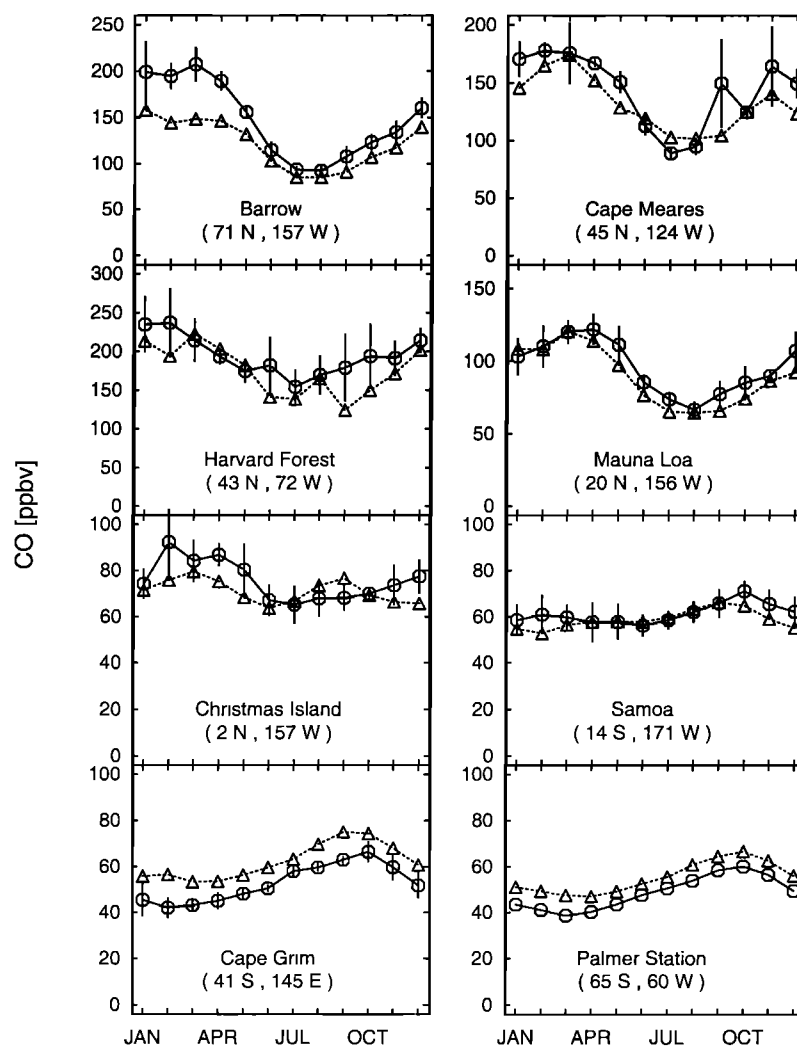 CO [ppbv]
250
200
150
100
50
0
Barrow
( 71 N , 157 W )
200
150
100
50
0
Cape Meares
( 45 N , 124 W )
300
250
200
150
100
50
0
Harvard Forest
( 43 N , 72 W )
150
100
50
0
Mauna Loa
( 20 N , 156 W )
100
80
60
40
20
0
Christmas Island
( 2 N , 157 W )
100
80
60
40
20
0
Samoa
( 14 S , 171 W )
100
80
60
40
20
0
Cape Grim
( 41 S , 145 E )
JAN APR JUL OCT
100
80
60
40
20
0
Palmer Station
( 65 S , 60 W )
JAN APR JUL OCT